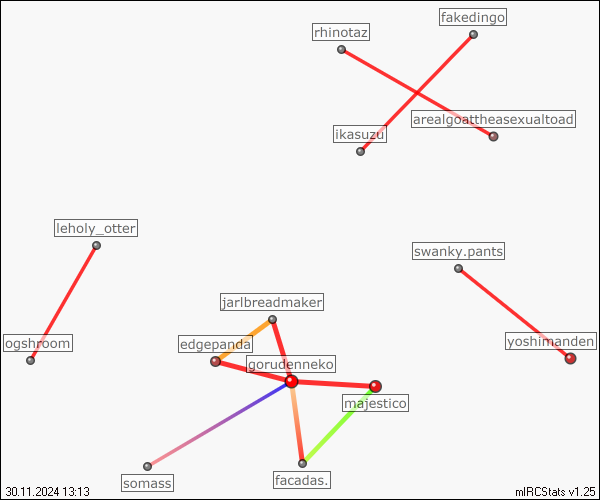 fakedingo
rhinotaz
arealgoattheasexualtoad
ikasuzu
leholy_otter
swanky.pants
jarlbreadmaker
ogshroom
edgepanda
yoshimanden
gorudenneko
majestico
somass
facadas.
30.11.2024 13:13
mIRCStats v1.25